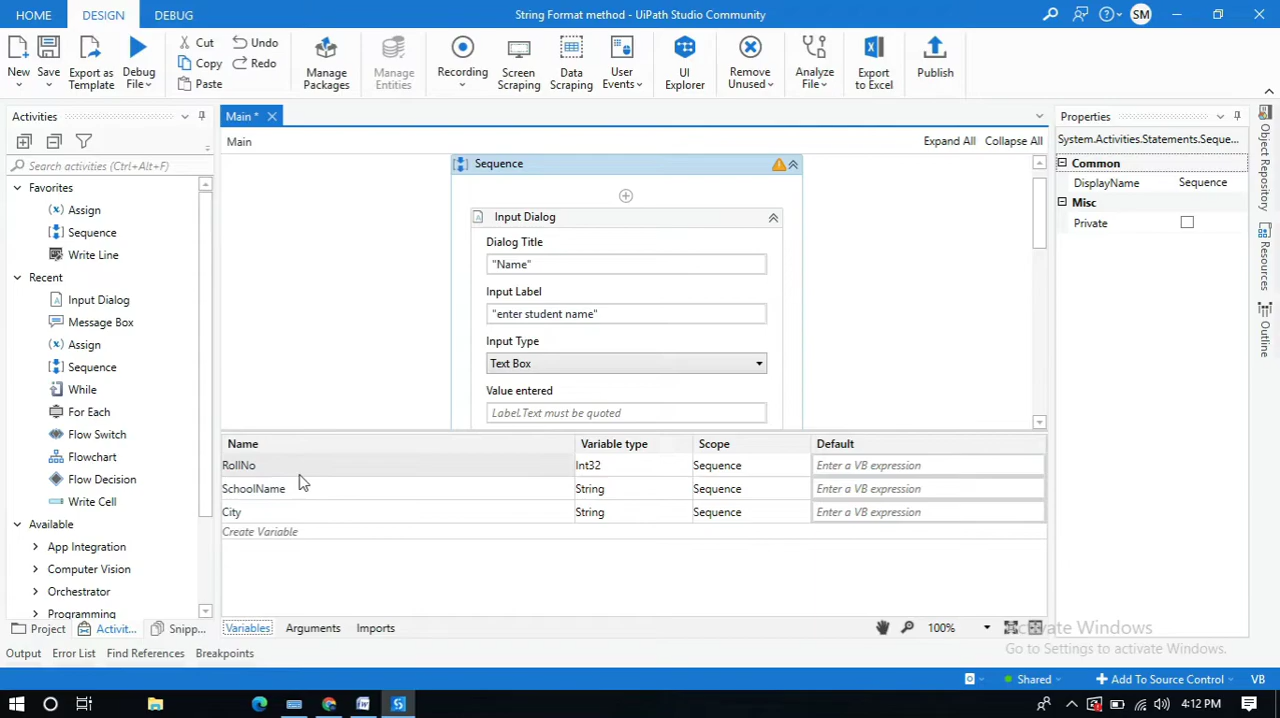 HOME DESIGN DEBUG String Format method - UiPath Studio Community SM
New Save Export as Template Debug File Cut Copy Paste Undo Redo Manage Packages Manage Entities Recording Screen Scraping Data Scraping User Events UI Explorer Remove Unused Analyze File Export to Excel Publish
Activities
Search activities (Ctrl+Alt+F)
Favorites
Assign
Sequence
Write Line
Recent
Input Dialog
Message Box
Assign
Sequence
While
For Each
Flow Switch
Flowchart
Flow Decision
Write Cell
Available
App Integration
Computer Vision
Orchestrator
Programming
Project Activit... Snipp...
Main *
Main Expand All Collapse All
Sequence
Input Dialog
Dialog Title
"Name"
Input Label
"enter student name"
Input Type
Text Box
Value entered
Label.Text must be quoted
Name Variable type Scope Default
RollNo Int32 Sequence Enter a VB expression
SchoolName String Sequence Enter a VB expression
City String Sequence Enter a VB expression
Create Variable
Variables Arguments Imports 100%
Properties
System.Activities.Statements.Seque...
Common
DisplayName Sequence
Misc
Private
Object Repository
Resources
Outline
Activate Windows
Go to Settings to activate Windows.
Output Error List Find References Breakpoints
Shared Add To Source Control VB
4:12 PM